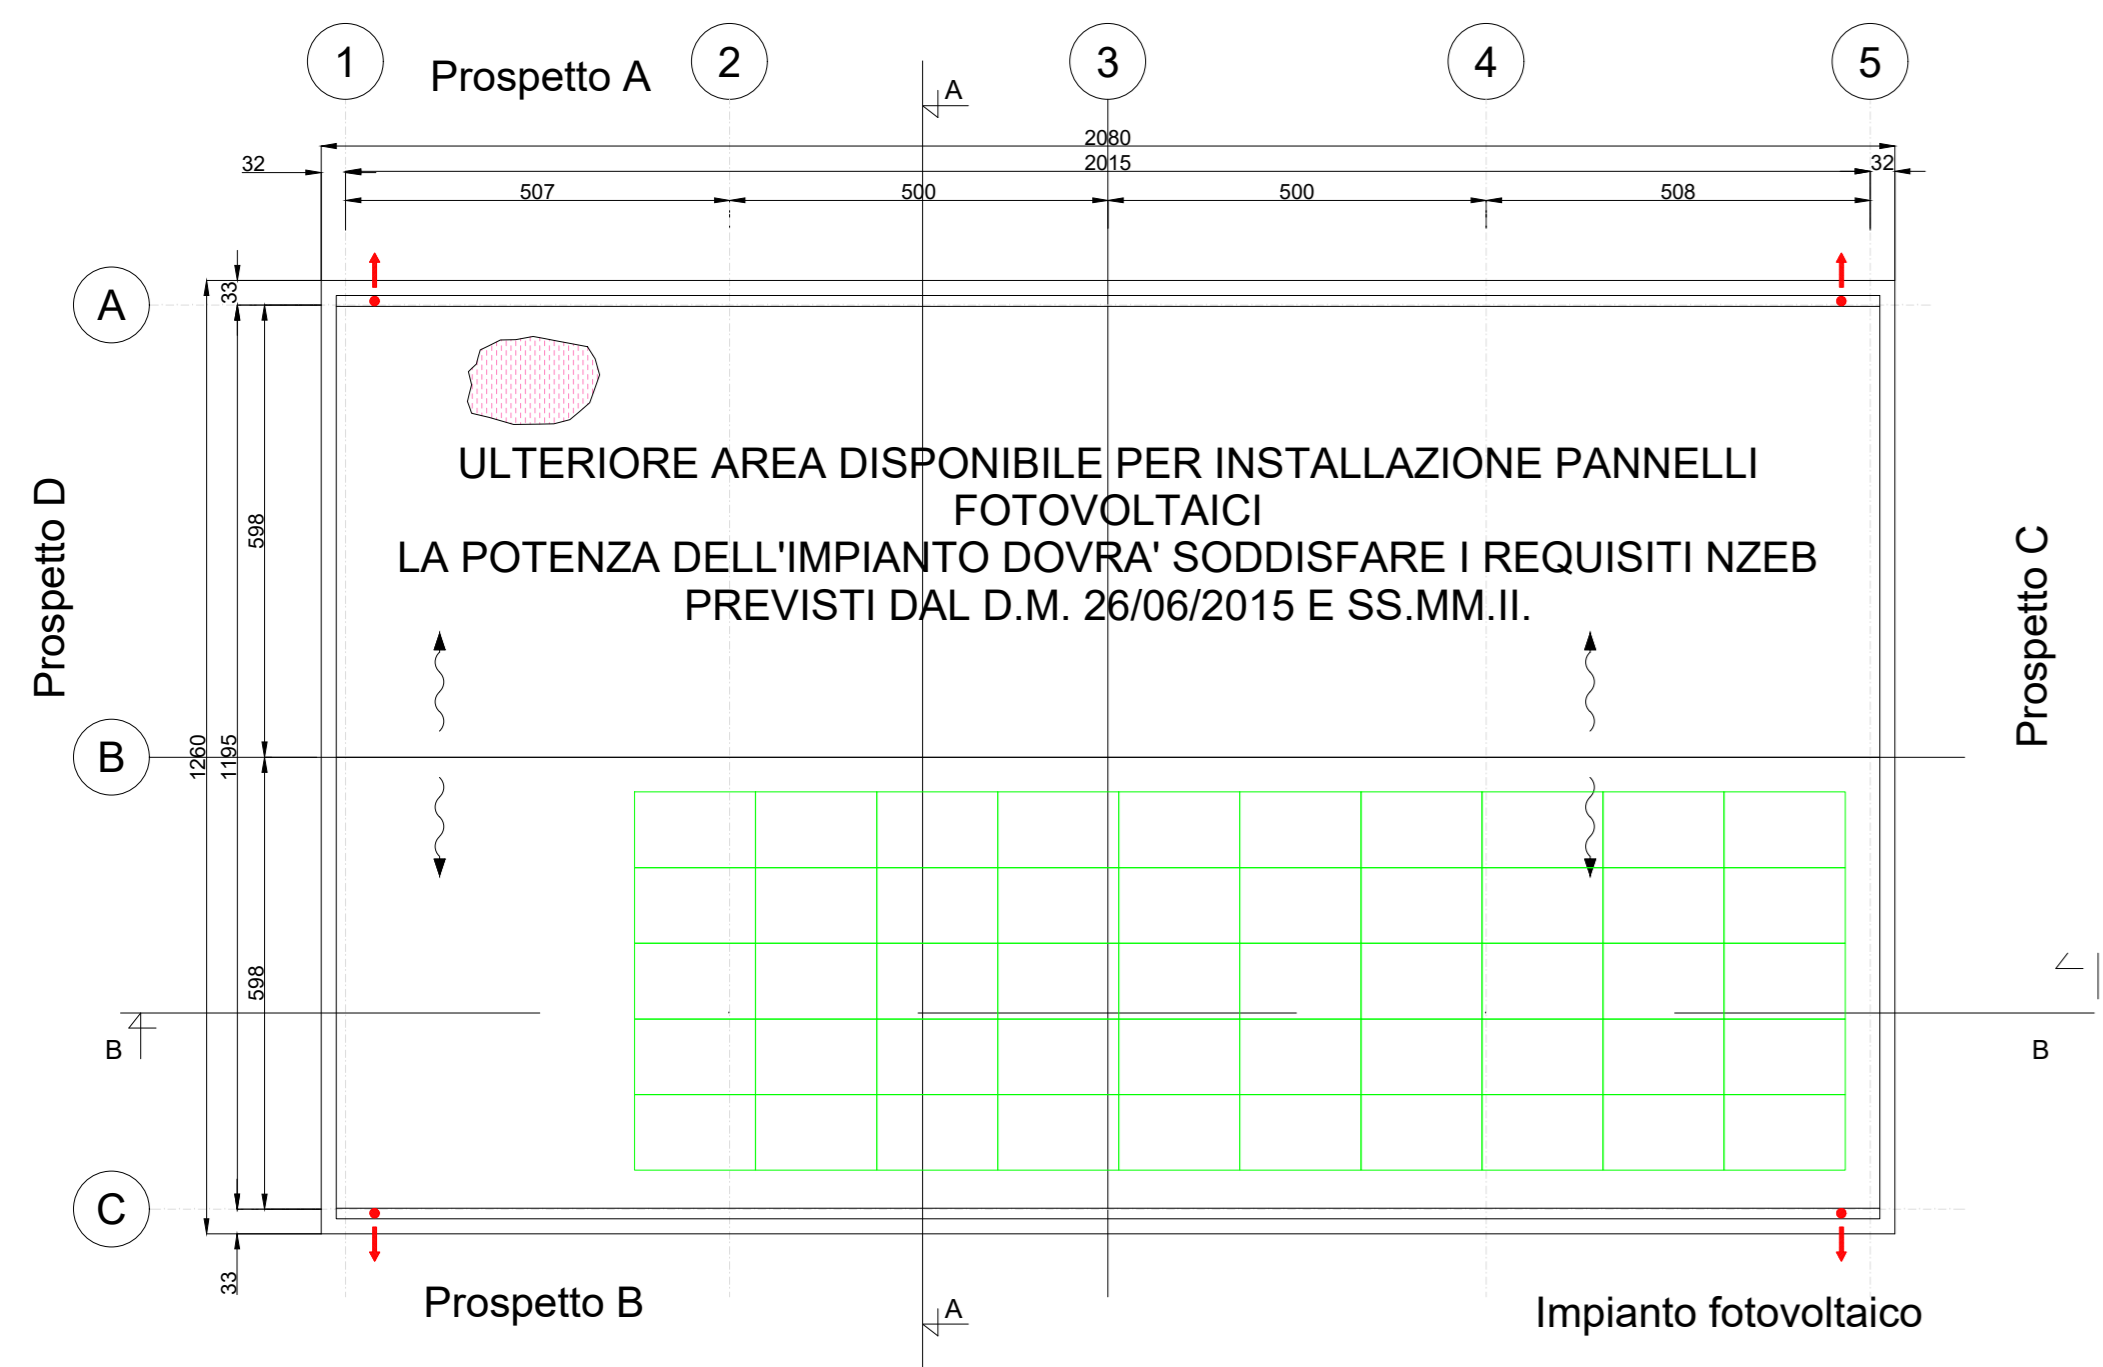 1
2
3
4
5
Prospetto A
A
2080
32
2015
32
507
500
500
508
A
33
ULTERIORE AREA DISPONIBILE PER INSTALLAZIONE PANNELLI
FOTOVOLTAICI
LA POTENZA DELL'IMPIANTO DOVRA' SODDISFARE I REQUISITI NZEB
PREVISTI DAL D.M. 26/06/2015 E SS.MM.II.
Prospetto D
598
Prospetto C
B
1260
1195
598
B
B
C
33
Prospetto B
A
Impianto fotovoltaico